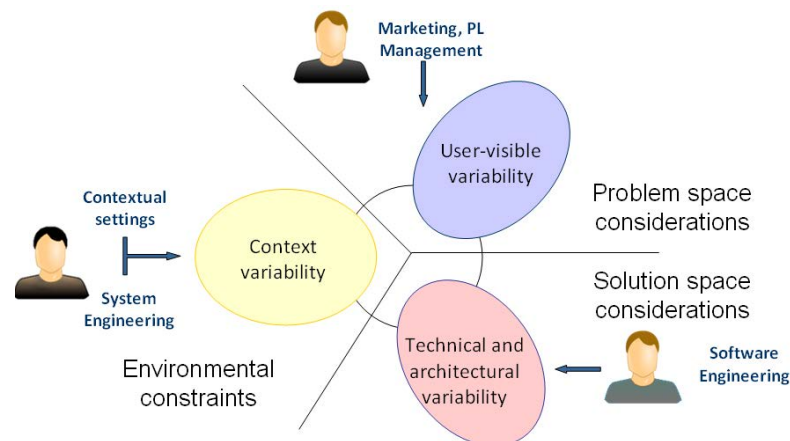 Marketing, PL
Management
User-visible
variability
Problem space
considerations
Contextual
settings
Context
variability
System
Engineering
Solution space
considerations
Technical and
architectural
variability
Software
Engineering
Environmental
constraints